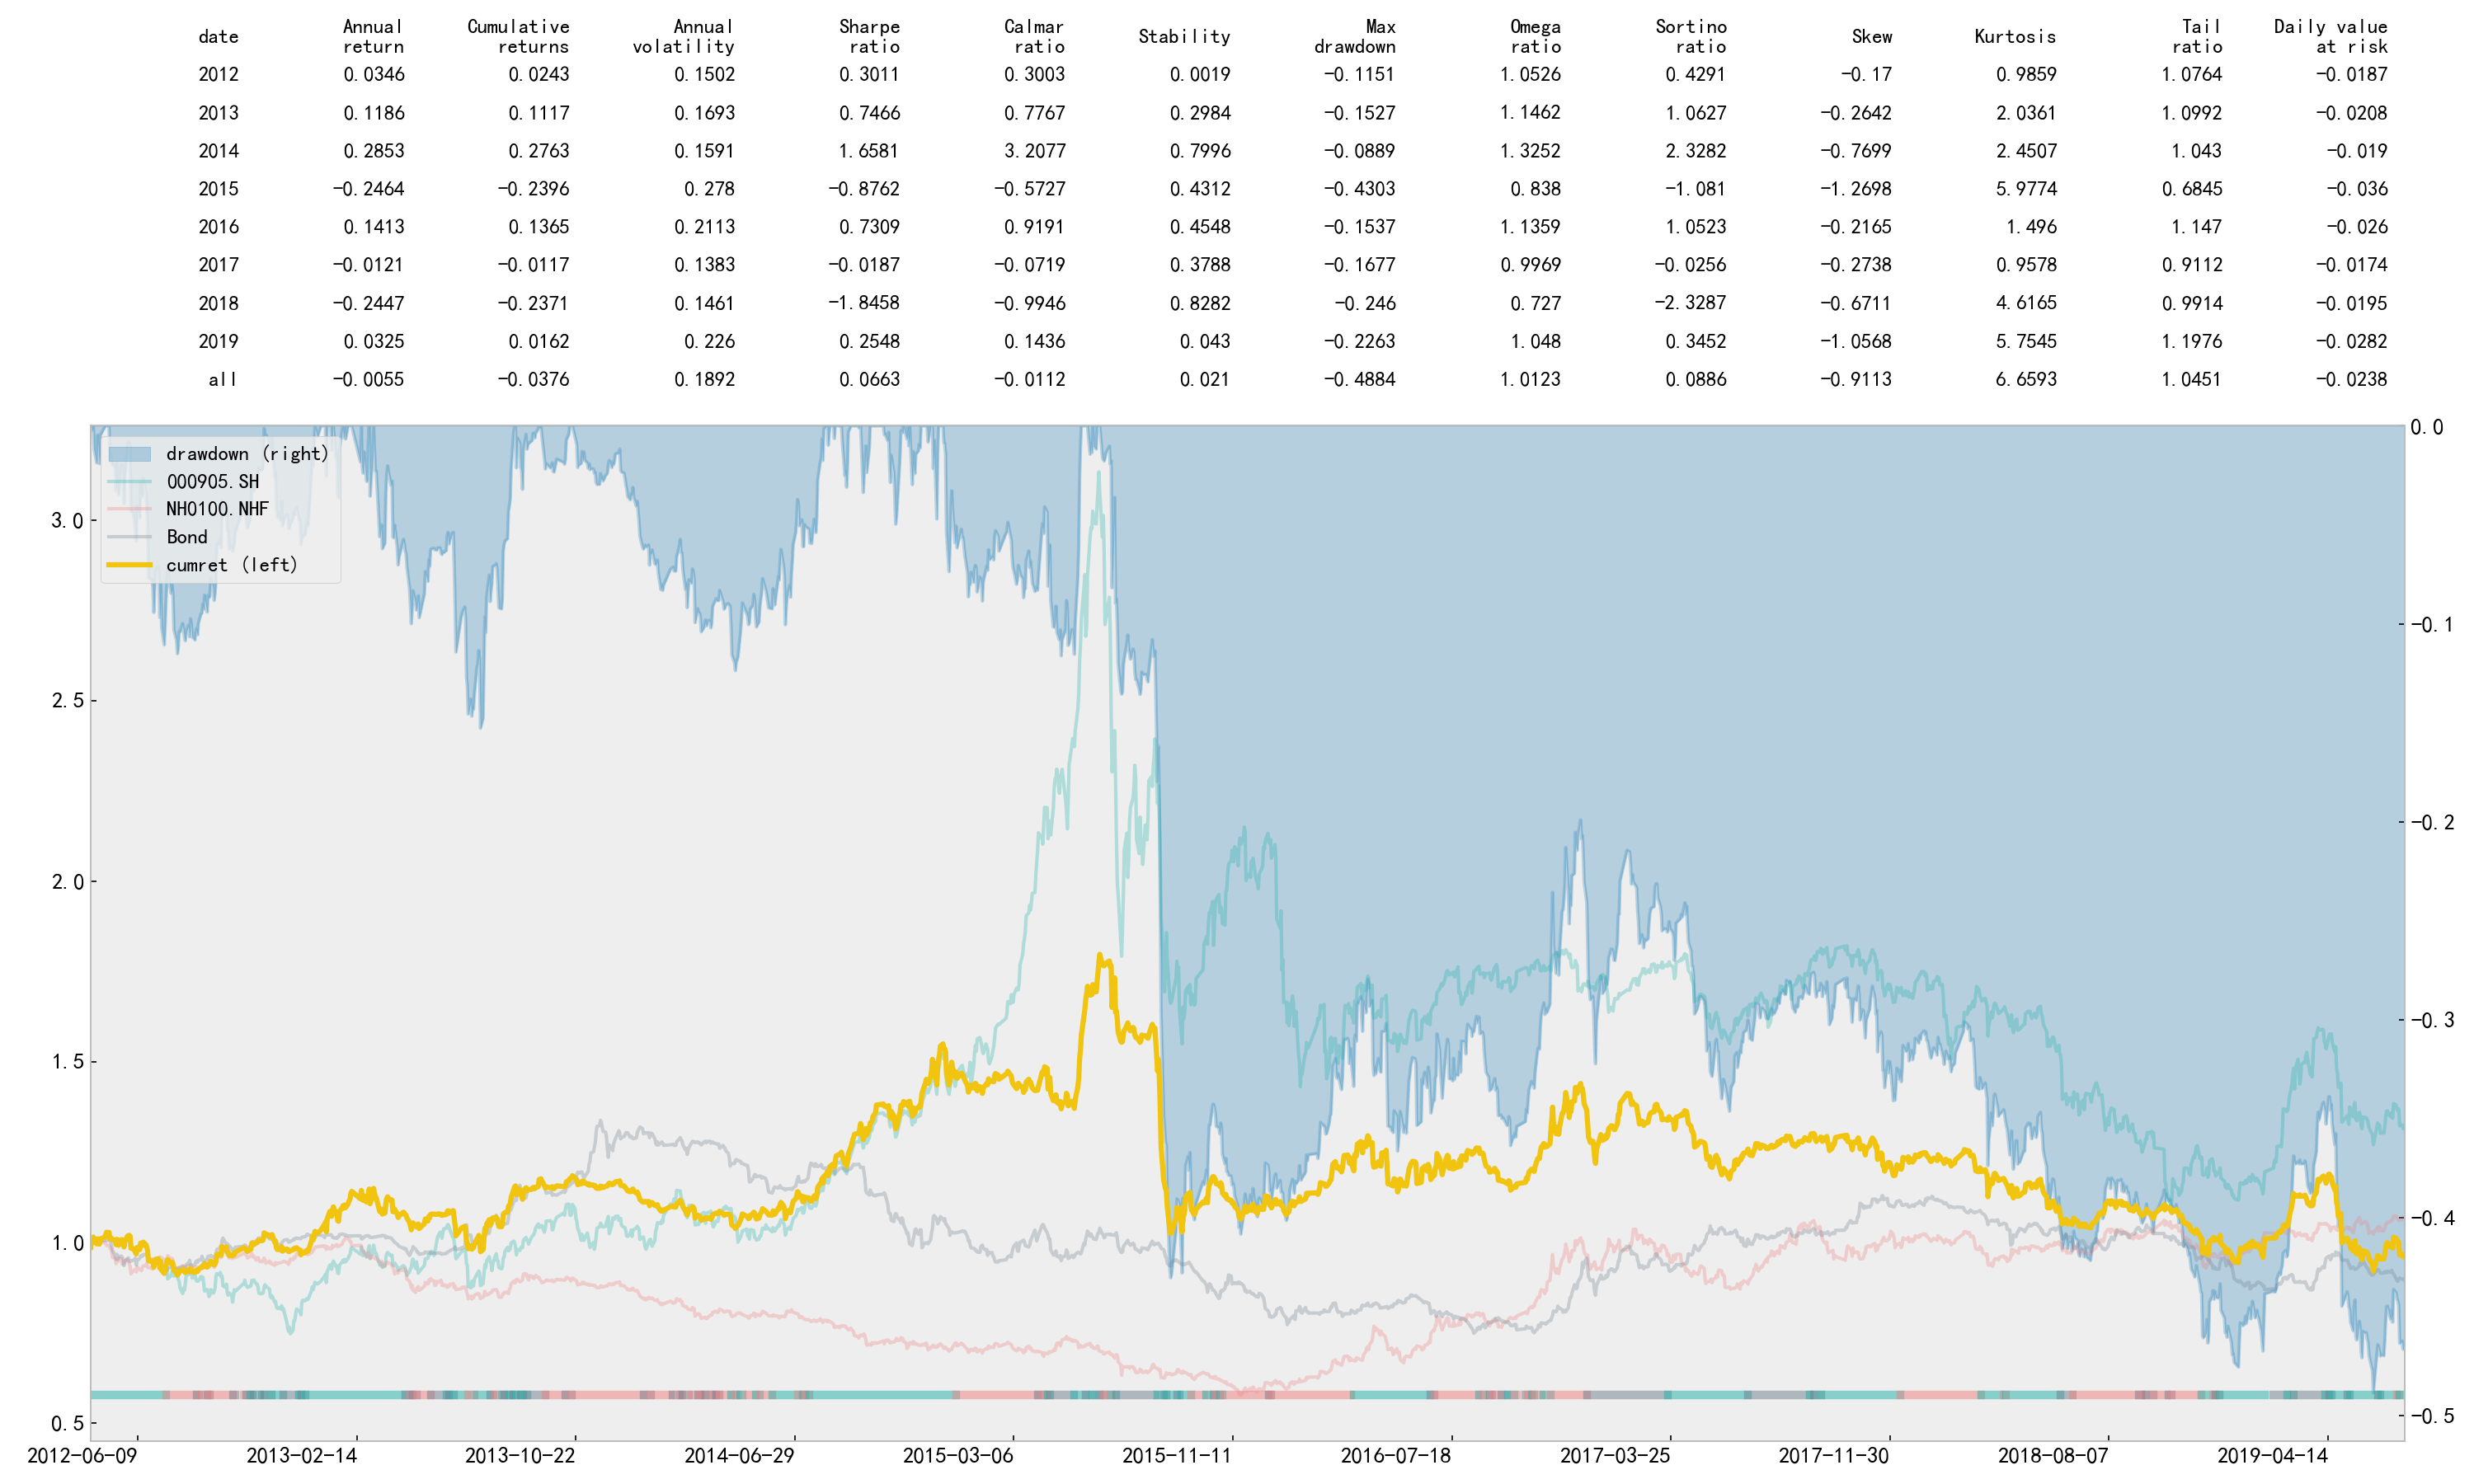 date Annual return Cumulative returns Annual volatility Sharpe ratio Calmar ratio Stability Max drawdown Omega ratio Sortino ratio Skew Kurtosis Tail ratio Daily value at risk
2012 0.0346 0.0243 0.1502 0.3011 0.3003 0.0019 -0.1151 1.0526 0.4291 -0.17 0.9859 1.0764 -0.0187
2013 0.1186 0.1117 0.1693 0.7466 0.7767 0.2984 -0.1527 1.1462 1.0627 -0.2642 2.0361 1.0992 -0.0208
2014 0.2853 0.2763 0.1591 1.6581 3.2077 0.7996 -0.0889 1.3252 2.3282 -0.7699 2.4507 1.043 -0.019
2015 -0.2464 -0.2396 0.278 -0.8762 -0.5727 0.4312 -0.4303 0.838 -1.081 -1.2698 5.9774 0.6845 -0.036
2016 0.1413 0.1365 0.2113 0.7309 0.9191 0.4548 -0.1537 1.1359 1.0523 -0.2165 1.496 1.147 -0.026
2017 -0.0121 -0.0117 0.1383 -0.0187 -0.0719 0.3788 -0.1677 0.9969 -0.0256 -0.2738 0.9578 0.9112 -0.0174
2018 -0.2447 -0.2371 0.1461 -1.8458 -0.9946 0.8282 -0.246 0.727 -2.3287 -0.6711 4.6165 0.9914 -0.0195
2019 0.0325 0.0162 0.226 0.2548 0.1436 0.043 -0.2263 1.048 0.3452 -1.0568 5.7545 1.1976 -0.0282
all -0.0055 -0.0376 0.1892 0.0663 -0.0112 0.021 -0.4884 1.0123 0.0886 -0.9113 6.6593 1.0451 -0.0238
drawdown (right)
000905.SH
NH0100.NHF
Bond
cumret (left)
3.0
2.5
2.0
1.5
1.0
0.5
0.0
-0.1
-0.2
-0.3
-0.4
-0.5
2012-06-09 2013-02-14 2013-10-22 2014-06-29 2015-03-06 2015-11-11 2016-07-18 2017-03-25 2017-11-30 2018-08-07 2019-04-14